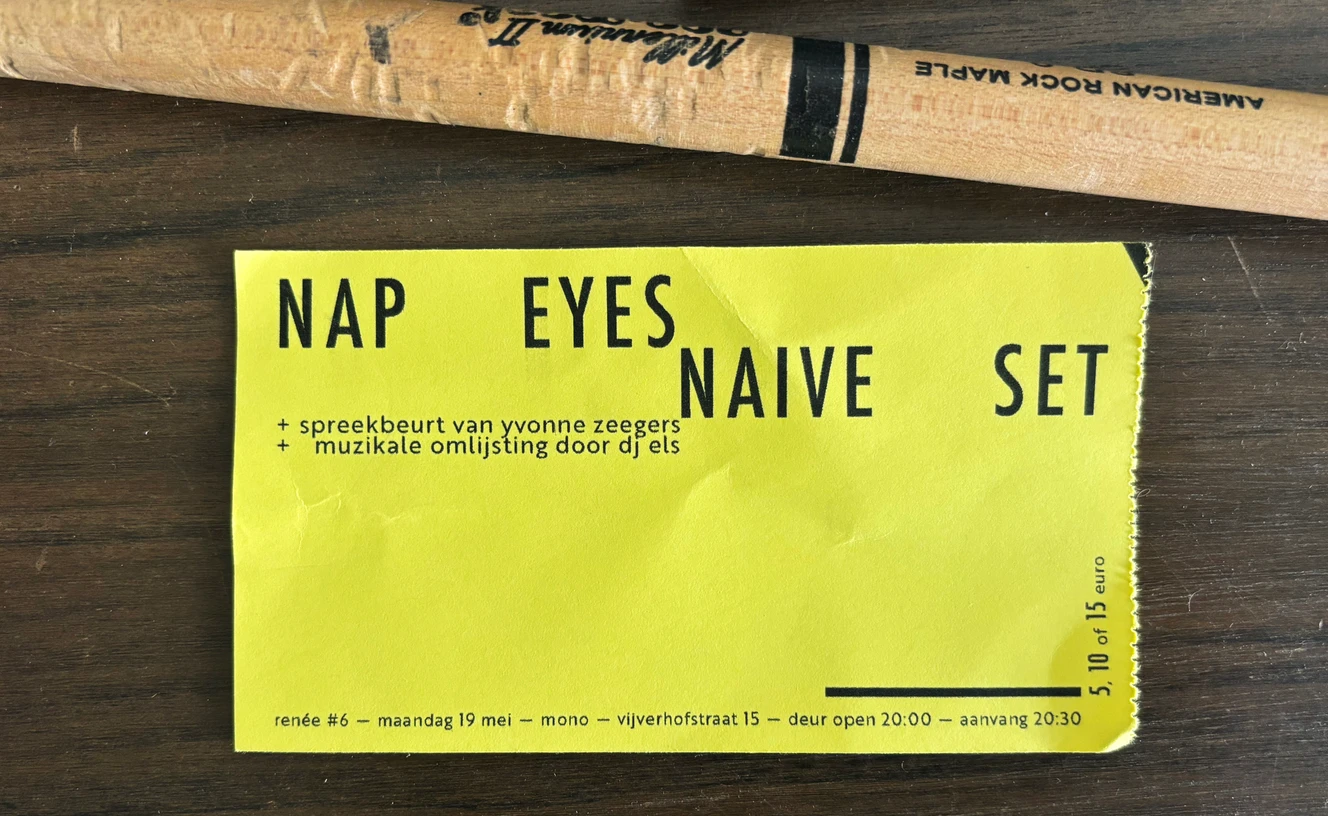 Millennium II
AMERICAN ROCK MAPLE
NAP EYES
NAIVE SET
+ spreekbeurt van yvonne zeegers
+ muzikale omlijsting door dj els
5, 10 of 15 euro
renée #6 — maandag 19 mei — mono — vijverhofstraat 15 — deur open 20:00 — aanvang 20:30